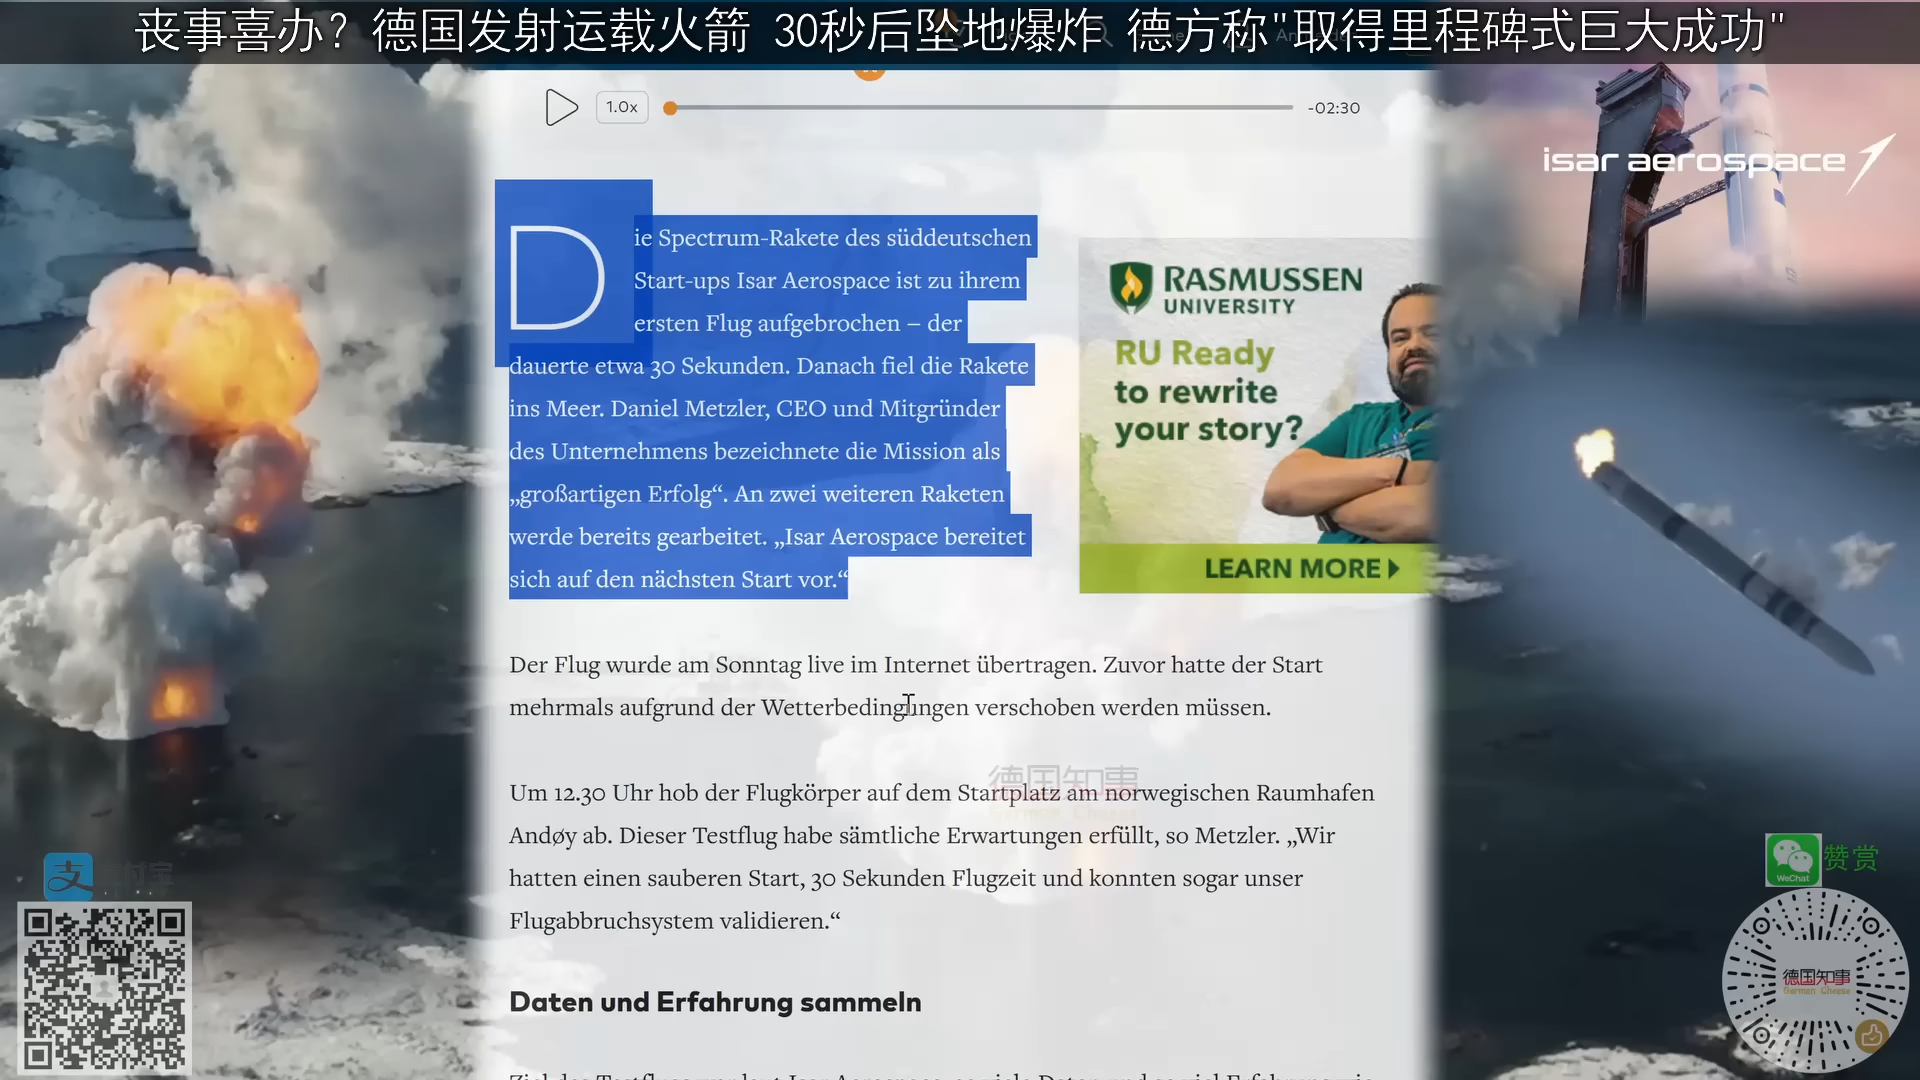 丧事喜办？德国发射运载火箭 30秒后坠地爆炸 德方称"取得里程碑式巨大成功"
1.0x
-02:30
isar aerospace
Die Spectrum-Rakete des süddeutschen
Start-ups Isar Aerospace ist zu ihrem
ersten Flug aufgebrochen – der
dauerte etwa 30 Sekunden. Danach fiel die Rakete
ins Meer. Daniel Metzler, CEO und Mitgründer
des Unternehmens bezeichnete die Mission als
„großartigen Erfolg“. An zwei weiteren Raketen
werde bereits gearbeitet. „Isar Aerospace bereitet
sich auf den nächsten Start vor.“
RASMUSSEN
UNIVERSITY
RU Ready
to rewrite
your story?
LEARN MORE
Der Flug wurde am Sonntag live im Internet übertragen. Zuvor hatte der Start
mehrmals aufgrund der Wetterbedingungen verschoben werden müssen.
德国知事
German Cheese
Um 12.30 Uhr hob der Flugkörper auf dem Startplatz am norwegischen Raumhafen
Andøy ab. Dieser Testflug habe sämtliche Erwartungen erfüllt, so Metzler. „Wir
hatten einen sauberen Start, 30 Sekunden Flugzeit und konnten sogar unser
Flugabbruchsystem validieren.“
支付宝
WeChat
赞赏
德国知事
German Cheese
Daten und Erfahrung sammeln